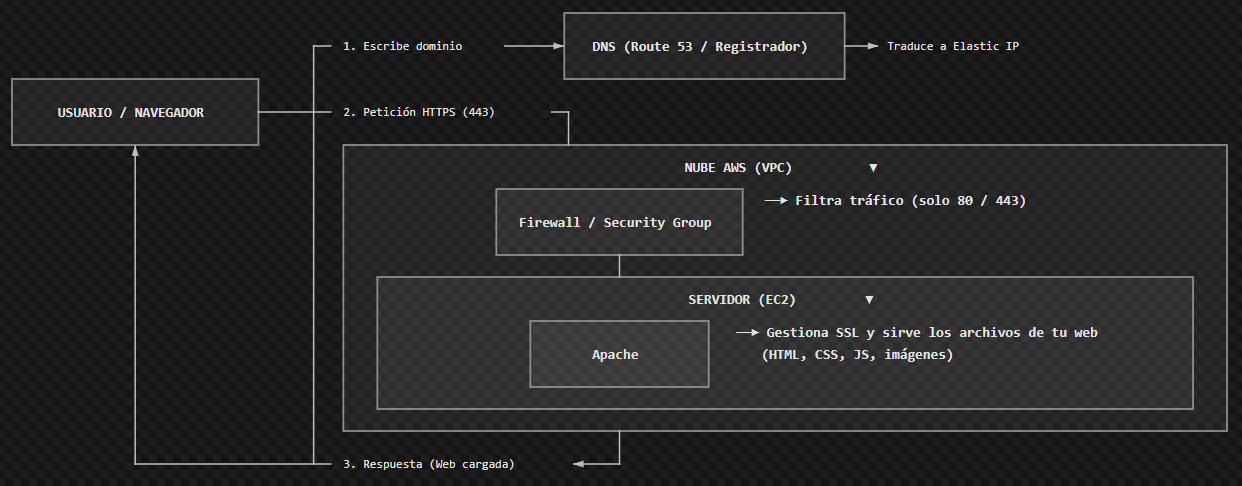 1. Escribe dominio
DNS (Route 53 / Registrador)
Traduce a Elastic IP
USUARIO / NAVEGADOR
2. Petición HTTPS (443)
NUBE AWS (VPC) ▼
Filtra tráfico (solo 80 / 443)
Firewall / Security Group
SERVIDOR (EC2) ▼
Gestiona SSL y sirve los archivos de tu web
(HTML, CSS, JS, imágenes)
Apache
3. Respuesta (Web cargada)